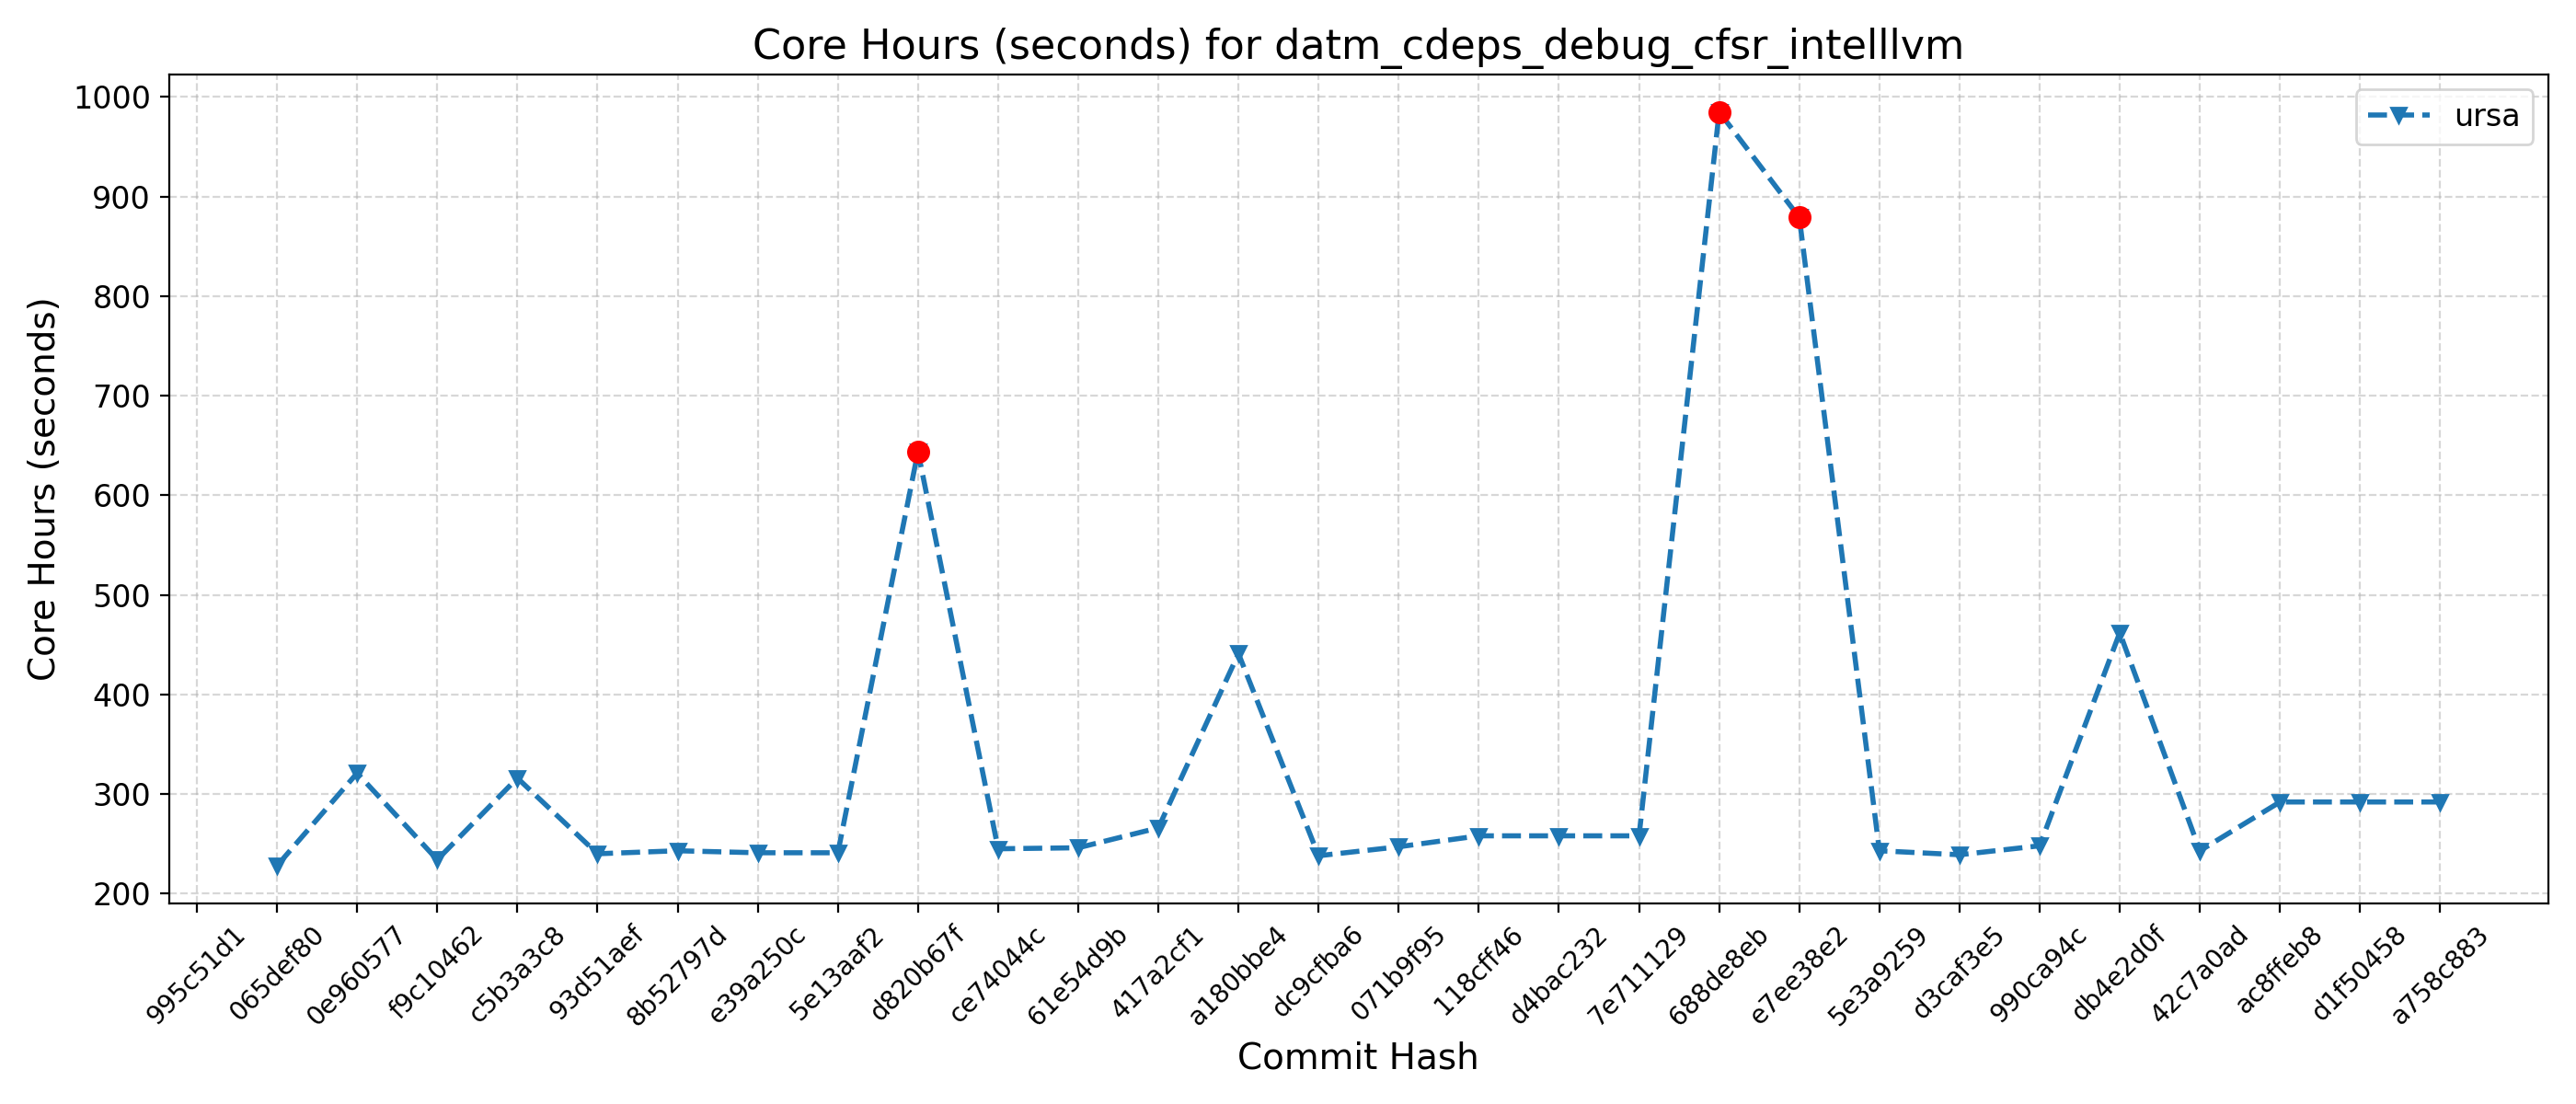 Core Hours (seconds) for datm_cdeps_debug_cfsr_intelllvm
ursa
Core Hours (seconds)
1000
900
800
700
600
500
400
300
200
995c51d1
065def80
0e960577
f9c10462
c5b3a3c8
93d51aef
8b52797d
e39a250c
5e13aaf2
d820b67f
ce74044c
61e54d9b
417a2cf1
a180bbe4
dc9cfba6
071b9f95
118cff46
d4bac232
7e711129
688de8eb
e7ee38e2
5e3a9259
d3caf3e5
990ca94c
db4e2d0f
42c7a0ad
ac8ffeb8
d1f50458
a758c883
Commit Hash